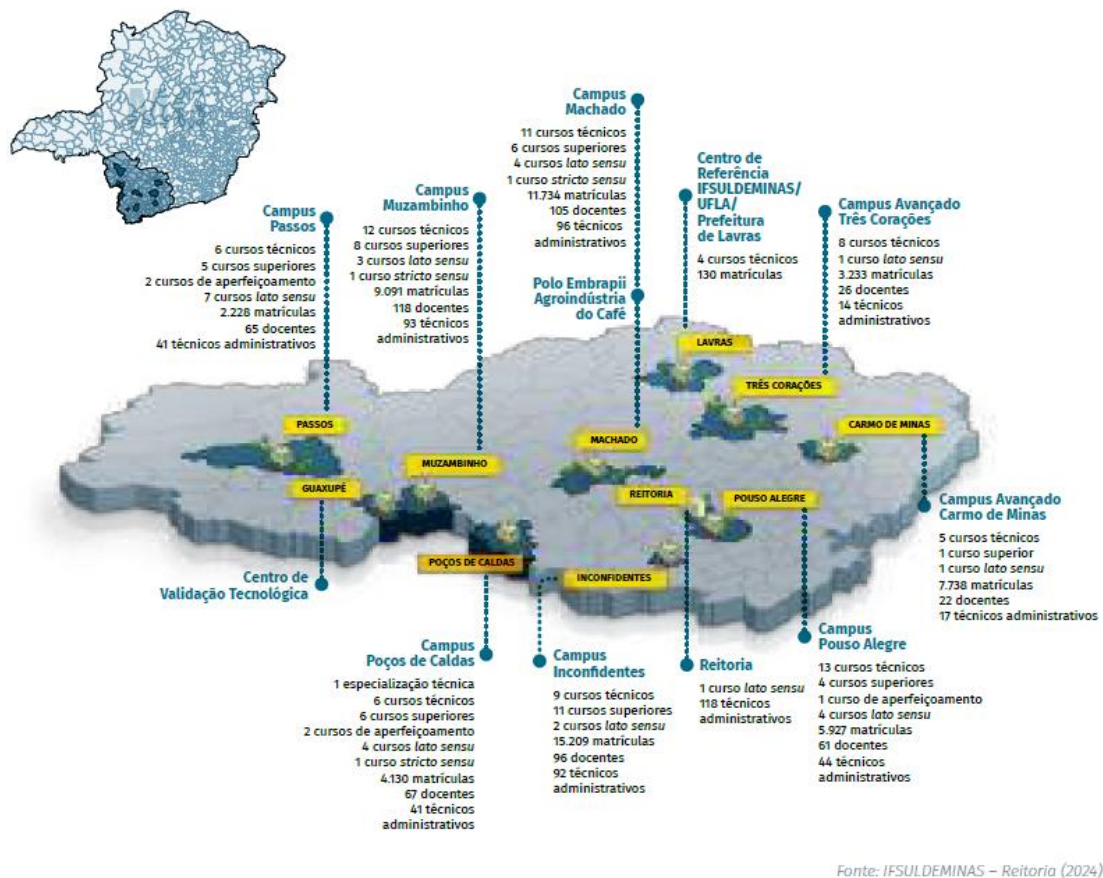 Campus
Machado
11 cursos técnicos
6 cursos superiores
4 cursos lato sensu
1 curso stricto sensu
11.734 matrículas
105 docentes
96 técnicos
administrativos
Polo Embrapii
Agroindústria
do Café
Centro de
Referência
IFSULDEMINAS/
UFLA/
Prefeitura
de Lavras
4 cursos técnicos
130 matrículas
Campus Avançado
Três Corações
8 cursos técnicos
1 curso lato sensu
3.233 matrículas
26 docentes
14 técnicos
administrativos
Campus
Muzambinho
12 cursos técnicos
8 cursos superiores
3 cursos lato sensu
1 curso stricto sensu
9.091 matrículas
118 docentes
93 técnicos
administrativos
Campus
Passos
6 cursos técnicos
5 cursos superiores
2 cursos de aperfeiçoamento
7 cursos lato sensu
2.228 matrículas
65 docentes
41 técnicos administrativos
LAVRAS
TRÊS CORAÇÕES
PASSOS
CARMO DE MINAS
MACHADO
MUZAMBINHO
GUAXUPÉ
REITORIA
POUSO ALEGRE
POÇOS DE CALDAS
INCONFIDENTES
Centro de
Validação Tecnológica
Campus Avançado
Carmo de Minas
5 cursos técnicos
1 curso superior
1 curso lato sensu
7.738 matrículas
22 docentes
17 técnicos administrativos
Campus
Poços de Caldas
1 especialização técnica
6 cursos técnicos
6 cursos superiores
2 cursos de aperfeiçoamento
4 cursos lato sensu
1 curso stricto sensu
4.130 matrículas
67 docentes
41 técnicos
administrativos
Campus
Inconfidentes
9 cursos técnicos
11 cursos superiores
2 cursos lato sensu
15.209 matrículas
96 docentes
92 técnicos
administrativos
Reitoria
1 curso lato sensu
118 técnicos
administrativos
Campus
Pouso Alegre
13 cursos técnicos
4 cursos superiores
1 curso de aperfeiçoamento
4 cursos lato sensu
5.927 matrículas
61 docentes
44 técnicos
administrativos
Fonte: IFSULDEMINAS – Reitoria (2024)